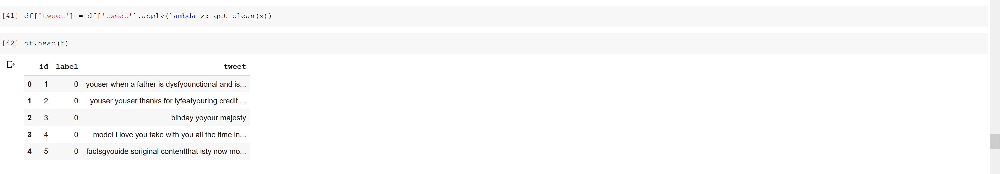 [41] df['tweet'] = df['tweet'].apply(lambda x: get_clean(x))
[42] df.head(5)
id label tweet
0 1 0 youser when a father is dysfyounctional and is...
1 2 0 youser youser thanks for lyfeatyouring credit ...
2 3 0 bihday yoyour majesty
3 4 0 model i love you take with you all the time in...
4 5 0 factsgyouide soriginal contentthat isty now mo...